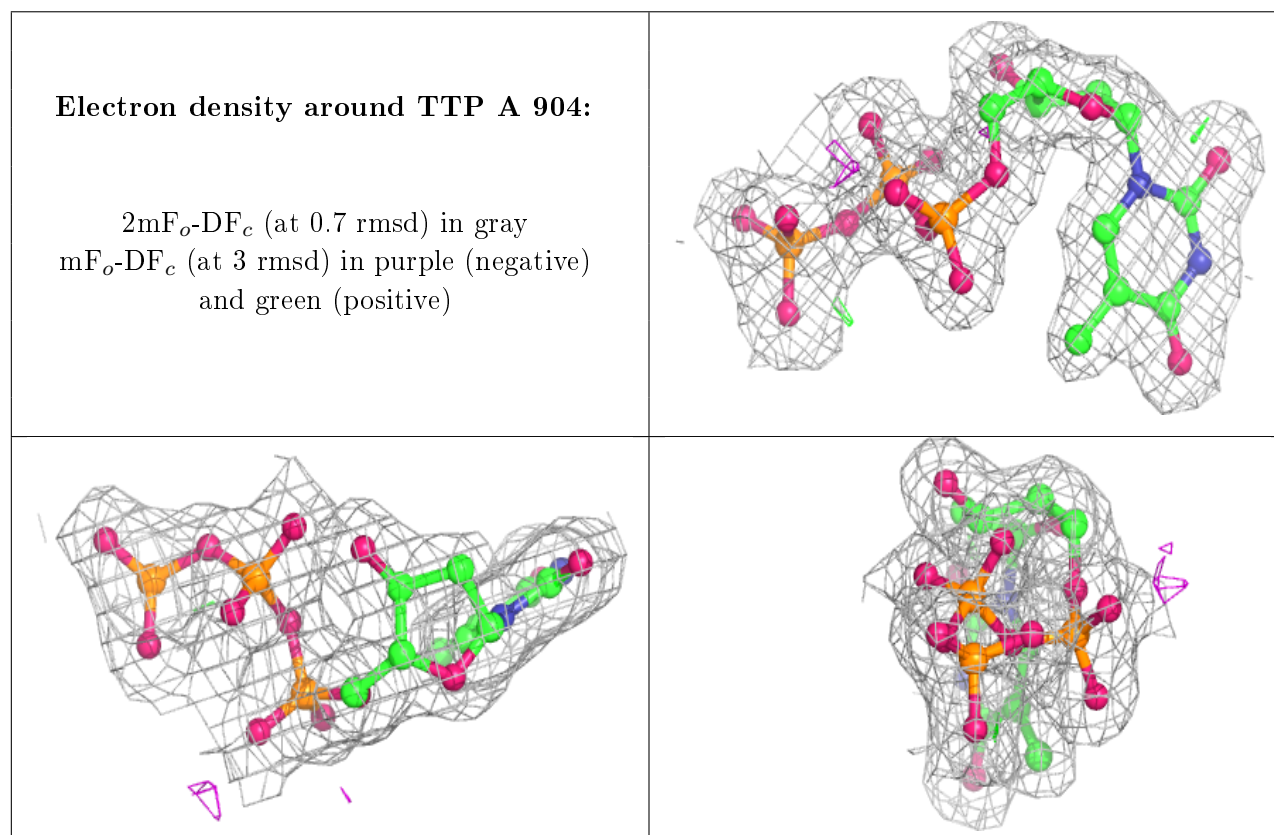 Electron density around TTP A 904:
2mFₒ-DF𝑐 (at 0.7 rmsd) in gray
mFₒ-DF𝑐 (at 3 rmsd) in purple (negative)
and green (positive)